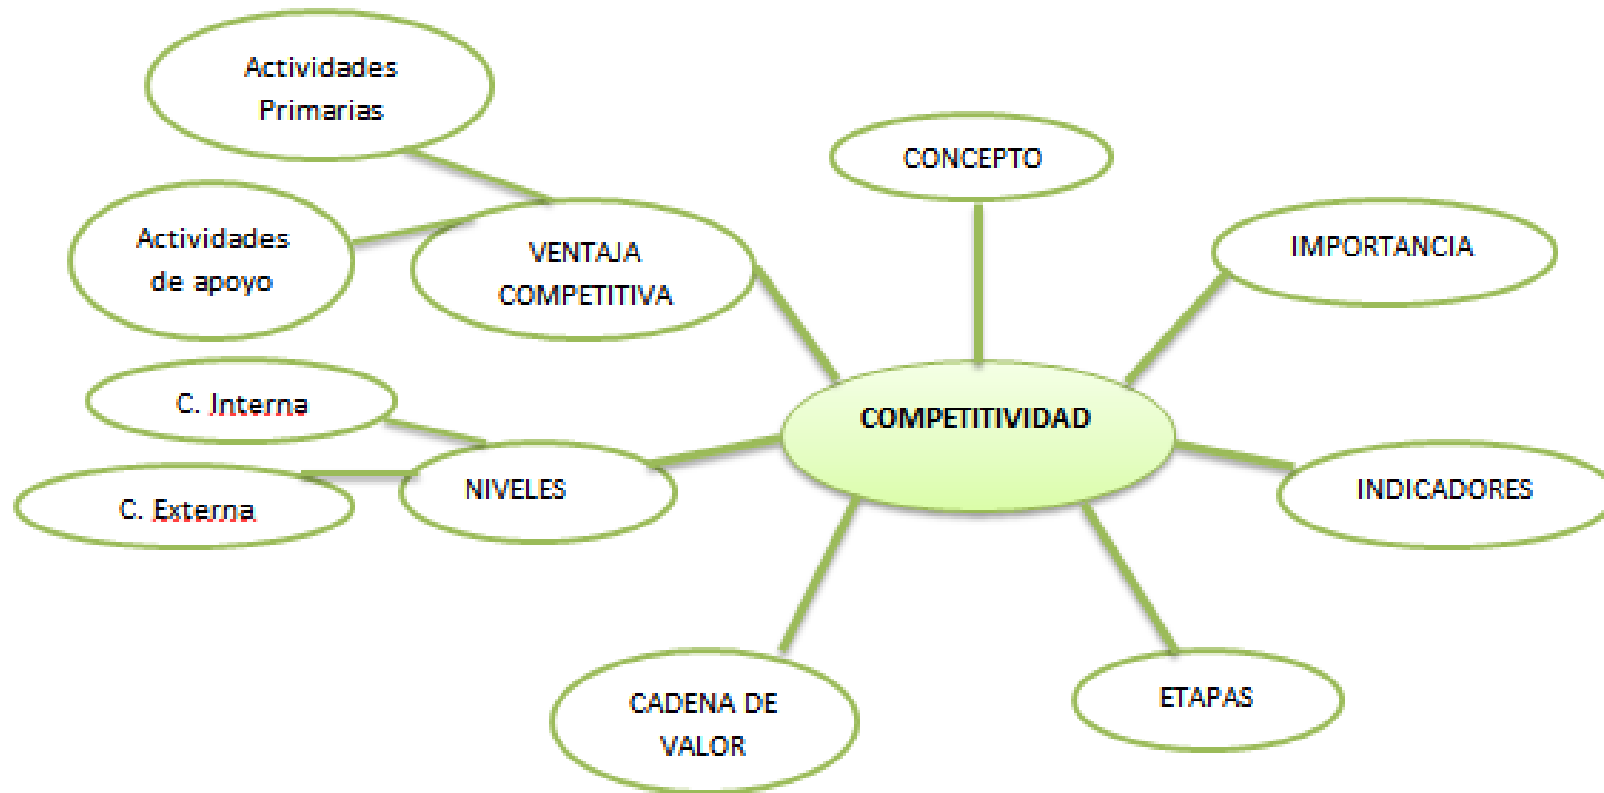 Actividades
Primarias
CONCEPTO
IMPORTANCIA
Actividades
de apoyo
VENTAJA
COMPETITIVA
C. Interna
COMPETITIVIDAD
C. Externa
NIVELES
INDICADORES
CADENA DE
VALOR
ETAPAS